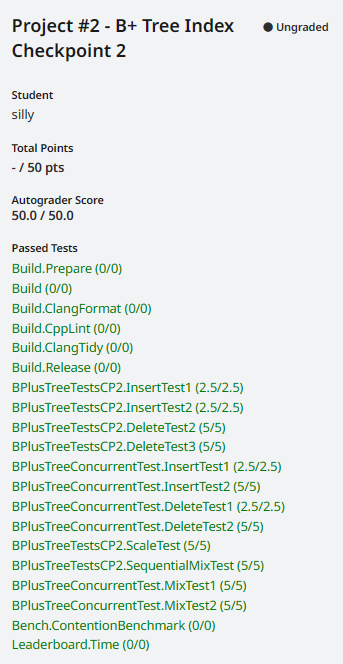 Project #2 - B+ Tree Index
Checkpoint 2
Ungraded
Student
silly
Total Points
- / 50 pts
Autograder Score
50.0 / 50.0
Passed Tests
Build.Prepare (0/0)
Build (0/0)
Build.ClangFormat (0/0)
Build.CppLint (0/0)
Build.ClangTidy (0/0)
Build.Release (0/0)
BPlusTreeTestsCP2.InsertTest1 (2.5/2.5)
BPlusTreeTestsCP2.InsertTest2 (2.5/2.5)
BPlusTreeTestsCP2.DeleteTest2 (5/5)
BPlusTreeTestsCP2.DeleteTest3 (5/5)
BPlusTreeConcurrentTest.InsertTest1 (2.5/2.5)
BPlusTreeConcurrentTest.InsertTest2 (5/5)
BPlusTreeConcurrentTest.DeleteTest1 (2.5/2.5)
BPlusTreeConcurrentTest.DeleteTest2 (5/5)
BPlusTreeTestsCP2.ScaleTest (5/5)
BPlusTreeTestsCP2.SequentialMixTest (5/5)
BPlusTreeConcurrentTest.MixTest1 (5/5)
BPlusTreeConcurrentTest.MixTest2 (5/5)
Bench.ContentionBenchmark (0/0)
Leaderboard.Time (0/0)